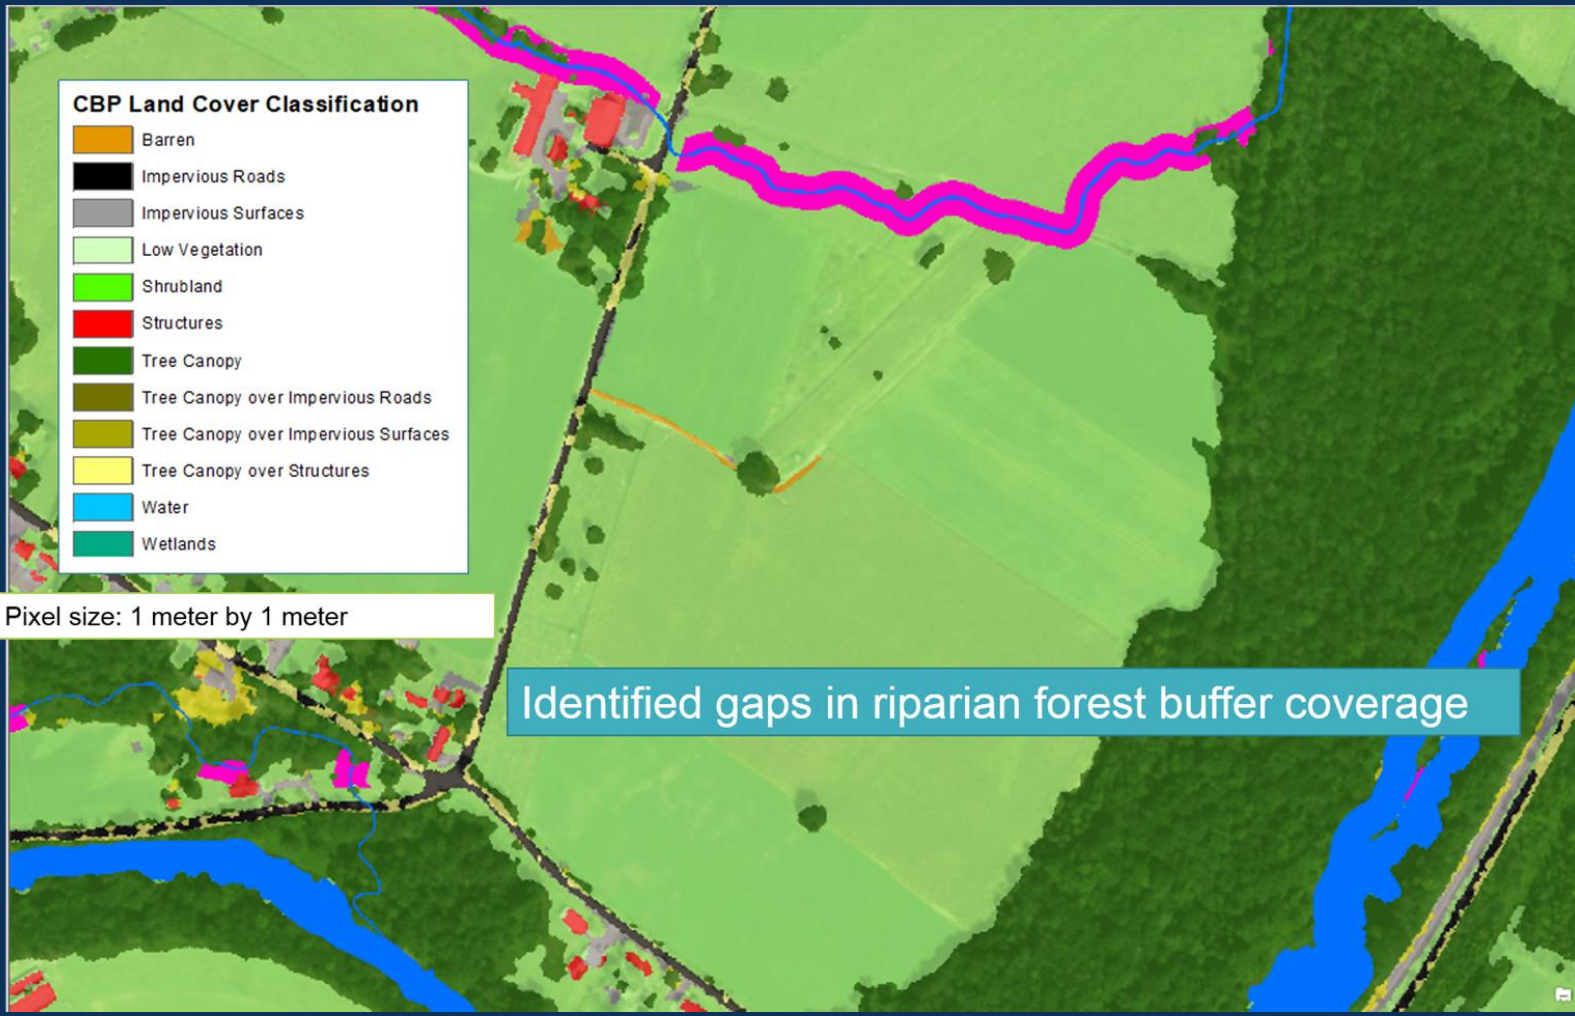 CBP Land Cover Classification
Barren
Impervious Roads
Impervious Surfaces
Low Vegetation
Shrubland
Structures
Tree Canopy
Tree Canopy over Impervious Roads
Tree Canopy over Impervious Surfaces
Tree Canopy over Structures
Water
Wetlands
Pixel size: 1 meter by 1 meter
Identified gaps in riparian forest buffer coverage